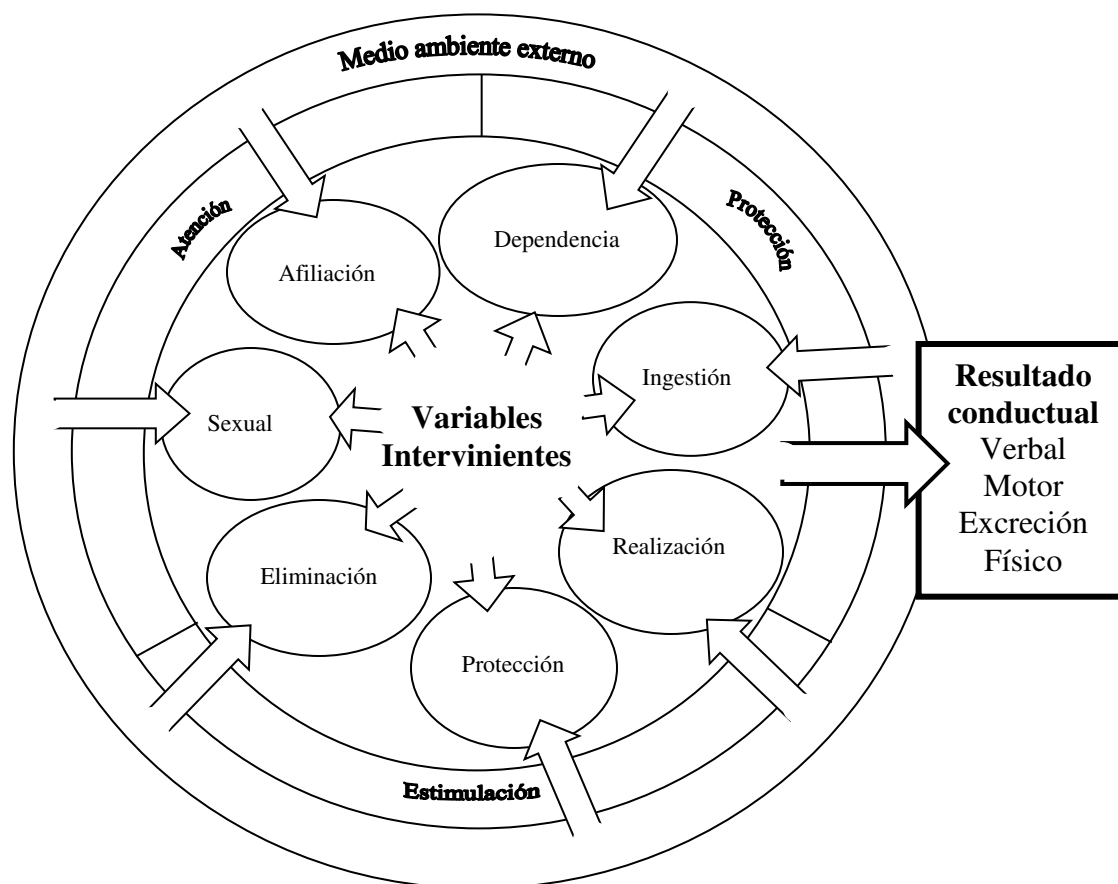 Medio ambiente externo
Atención
Protección
Dependencia
Afiliación
Ingestión
Sexual
Variables
Intervinientes
Resultado
conductual
Verbal
Motor
Excreción
Físico
Realización
Eliminación
Protección
Estimulación